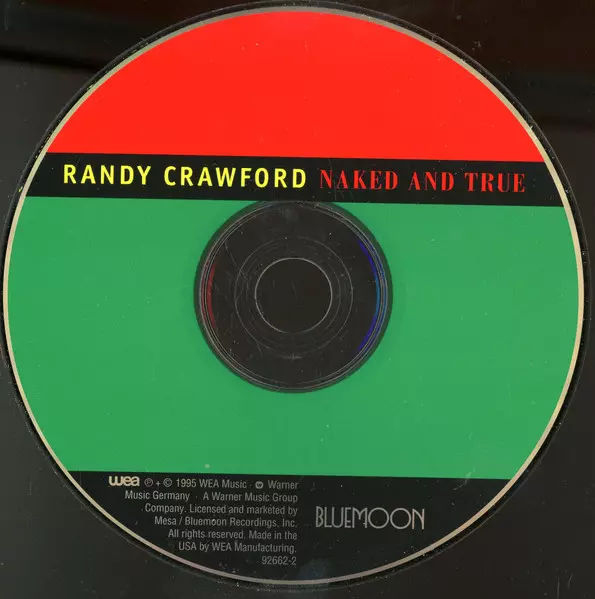 RANDY CRAWFORD NAKED AND TRUE
wea ℗ + © 1995 WEA Music · Warner
Music Germany · A Warner Music Group
Company. Licensed and marketed by
Mesa / Bluemoon Recordings, Inc.
All rights reserved. Made in the
USA by WEA Manufacturing.
92662-2
BLUEMOON